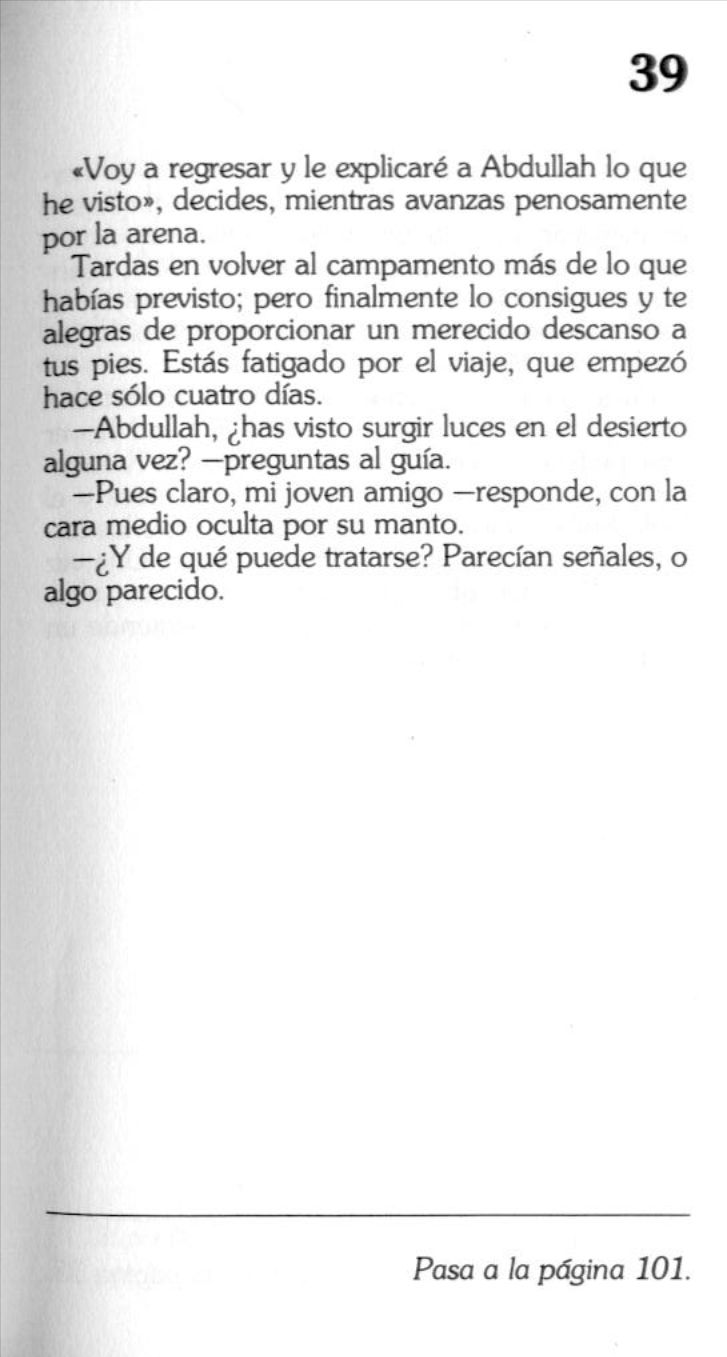 39
«Voy a regresar y le explicaré a Abdullah lo que
he visto», decides, mientras avanzas penosamente
por la arena.
Tardas en volver al campamento más de lo que
habías previsto; pero finalmente lo consigues y te
alegras de proporcionar un merecido descanso a
tus pies. Estás fatigado por el viaje, que empezó
hace sólo cuatro días.
—Abdullah, ¿has visto surgir luces en el desierto
alguna vez? —preguntas al guía.
—Pues claro, mi joven amigo —responde, con la
cara medio oculta por su manto.
—¿Y de qué puede tratarse? Parecían señales, o
algo parecido.
Pasa a la página 101.